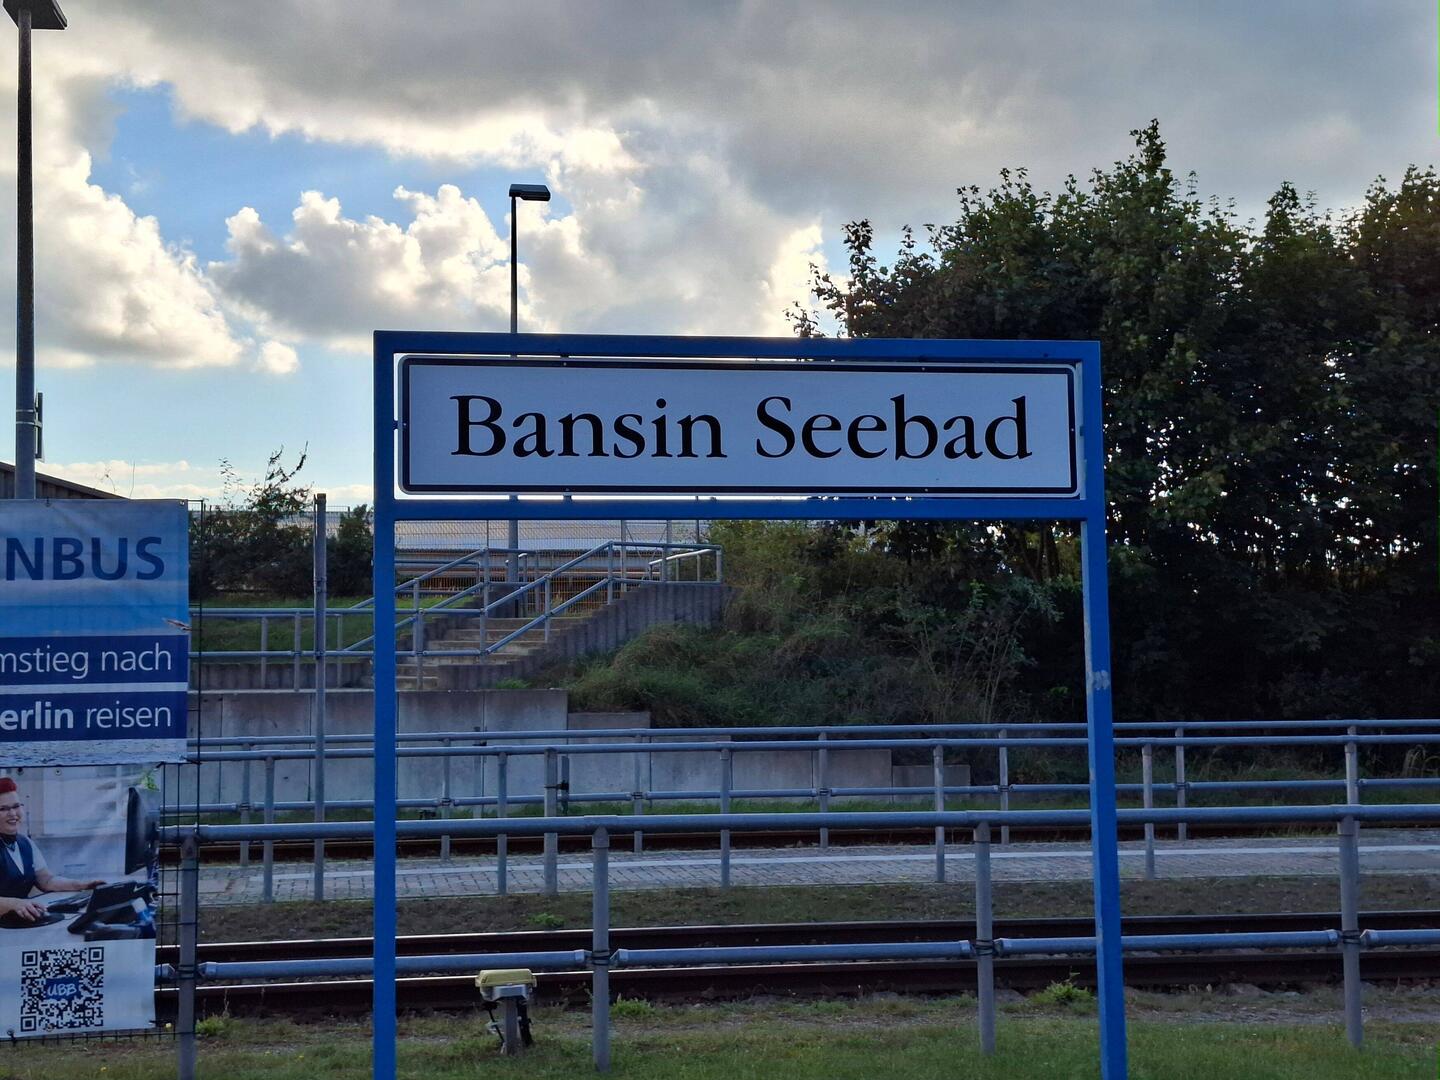 Bansin Seebad
NBUS
mstieg nach
erlin reisen
UBB